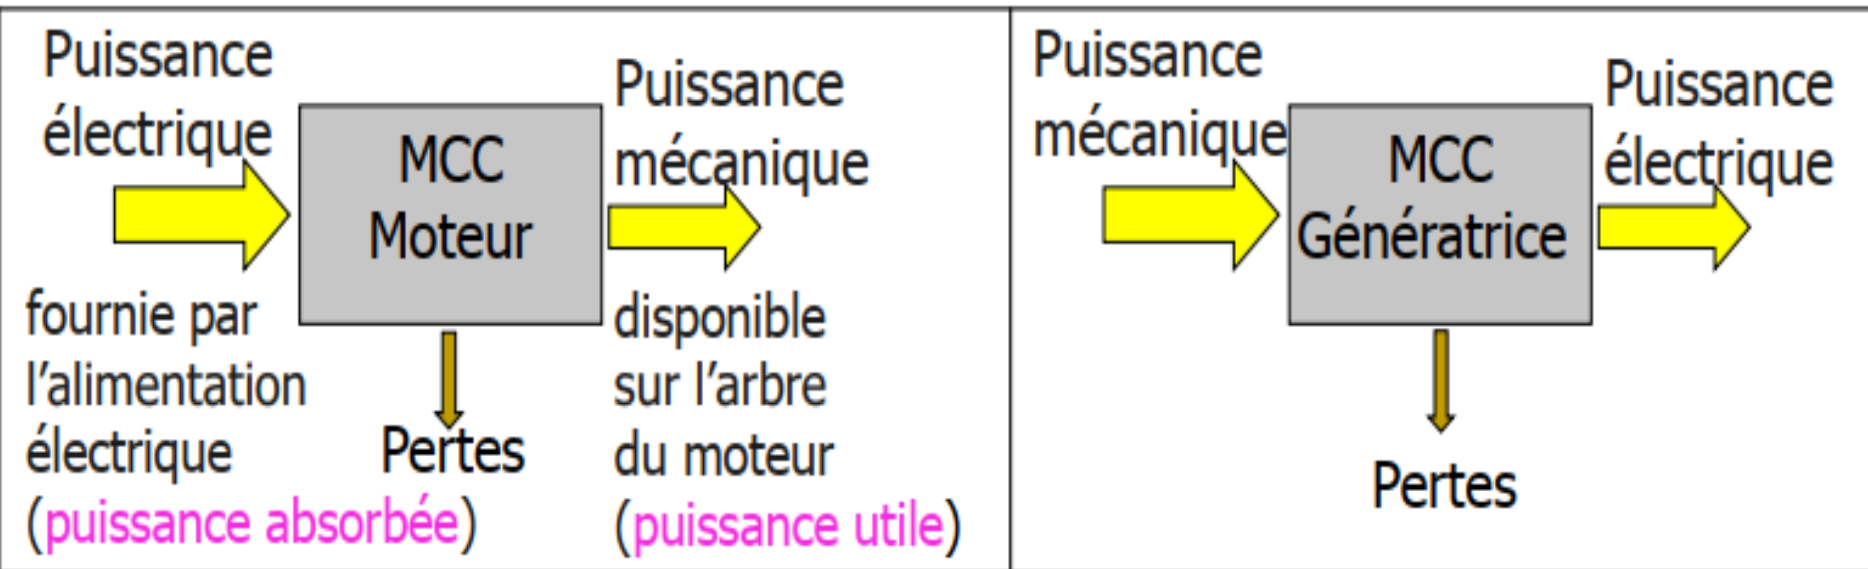 Puissance
électrique
MCC
Moteur
Puissance
mécanique
fournie par
l'alimentation
électrique
(puissance absorbée)
Pertes
disponible
sur l'arbre
du moteur
(puissance utile)
Puissance
mécanique
MCC
Génératrice
Puissance
électrique
Pertes